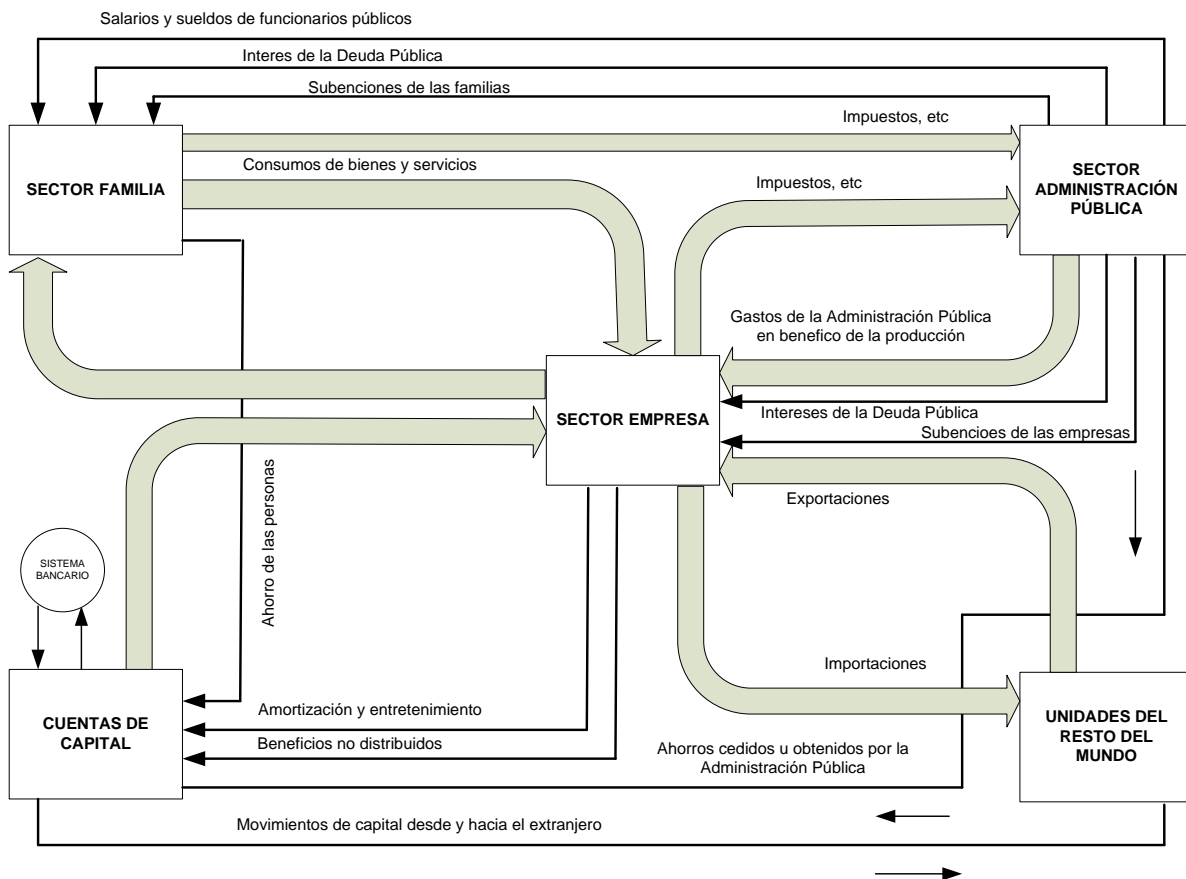 Salarios y sueldos de funcionarios públicos
Interes de la Deuda Pública
Subenciones de las familias
Impuestos, etc
Consumos de bienes y servicios
SECTOR FAMILIA
Impuestos, etc
SECTOR
ADMINISTRACIÓN
PÚBLICA
Gastos de la Administración Pública
en benefico de la producción
SECTOR EMPRESA
Intereses de la Deuda Pública
Subencioes de las empresas
Exportaciones
Ahorro de las personas
SISTEMA
BANCARIO
Importaciones
CUENTAS DE
CAPITAL
Amortización y entretenimiento
Beneficios no distribuidos
Ahorros cedidos u obtenidos por la
Administración Pública
UNIDADES DEL
RESTO DEL
MUNDO
Movimientos de capital desde y hacia el extranjero